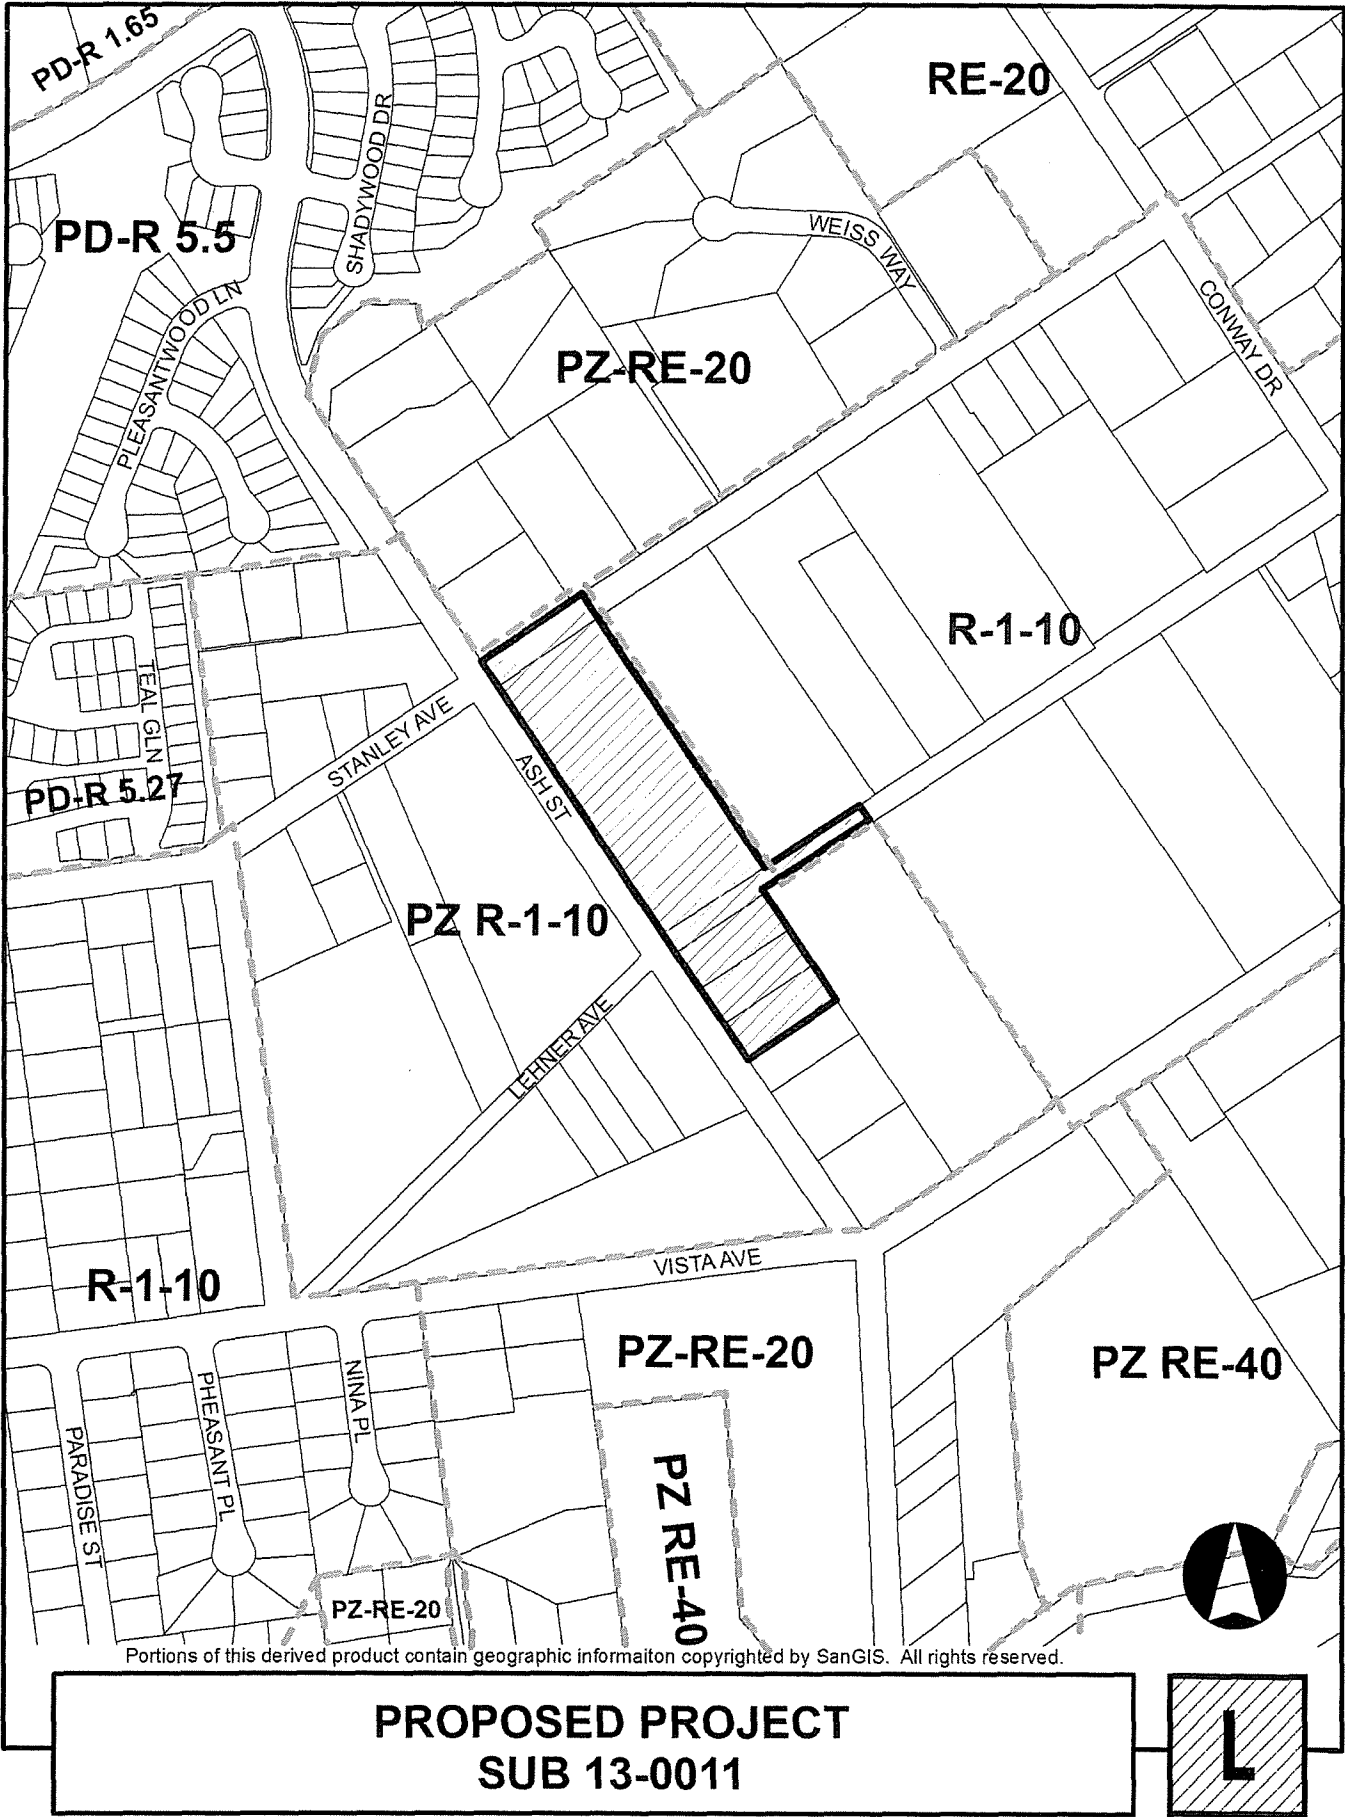 PD-R 1.65
RE-20
SHADYWOOD DR
PD-R 5.5
WEISS WAY
PLEASANTWOOD LN
CONWAY DR
PZ-RE-20
R-1-10
TEAL GLN
STANLEY AVE
ASH ST
PD-R 5.27
PZ R-1-10
LEHNER AVE
VISTA AVE
R-1-10
PZ-RE-20
PZ RE-40
NINA PL
PHEASANT PL
PARADISE ST
PZ RE-40
PZ-RE-20
Portions of this derived product contain geographic informaiton copyrighted by SanGIS. All rights reserved.
PROPOSED PROJECT
SUB 13-0011
L